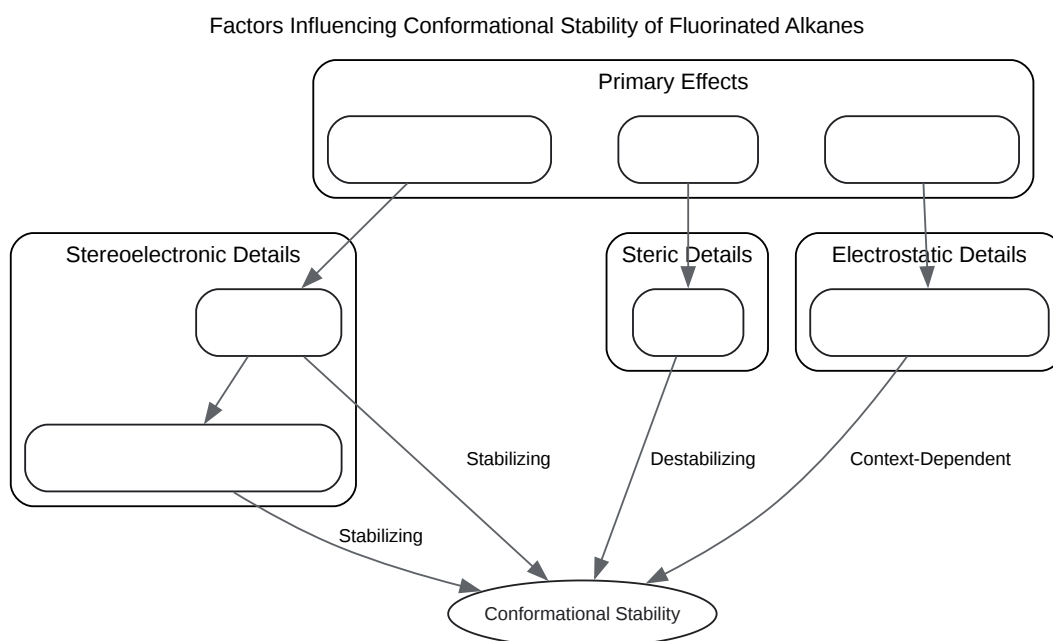 Factors Influencing Conformational Stability of Fluorinated Alkanes
Primary Effects
Stereoelectronic Details
Steric Details
Electrostatic Details
Stabilizing
Destabilizing
Context-Dependent
Stabilizing
Conformational Stability